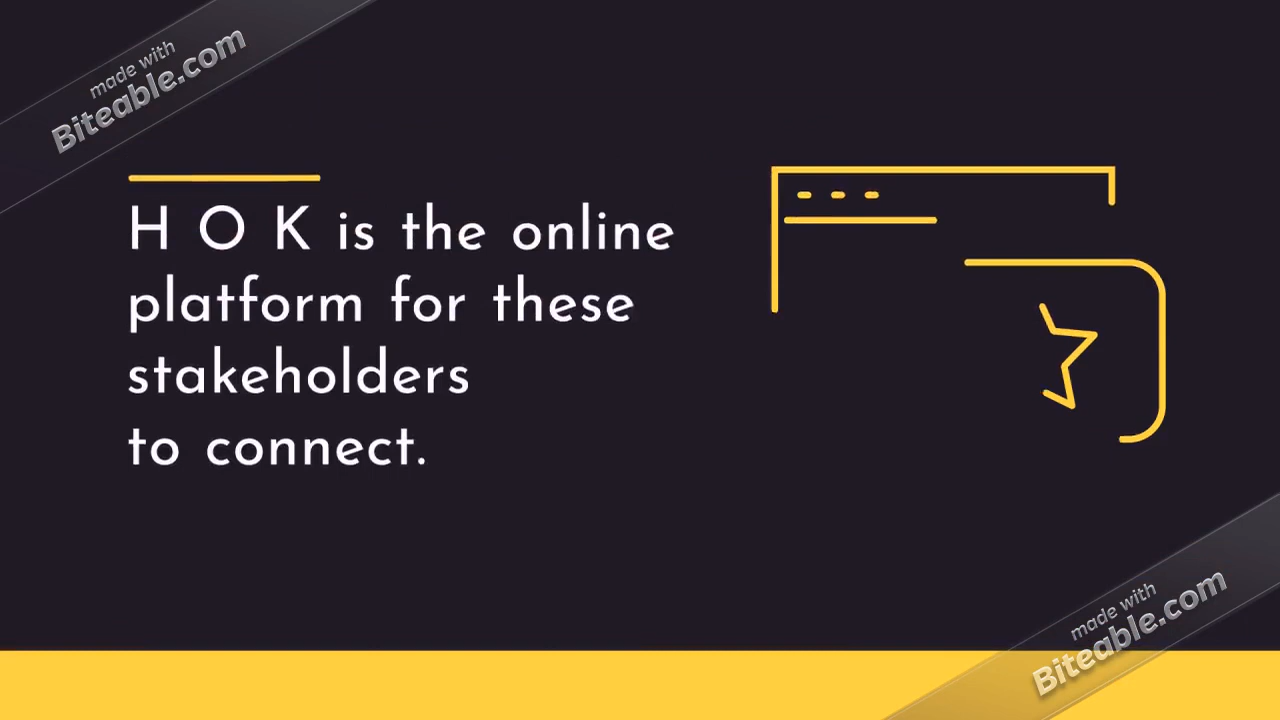 made with
Biteable.com
H O K is the online
platform for these
stakeholders
to connect.
made with
Biteable.com